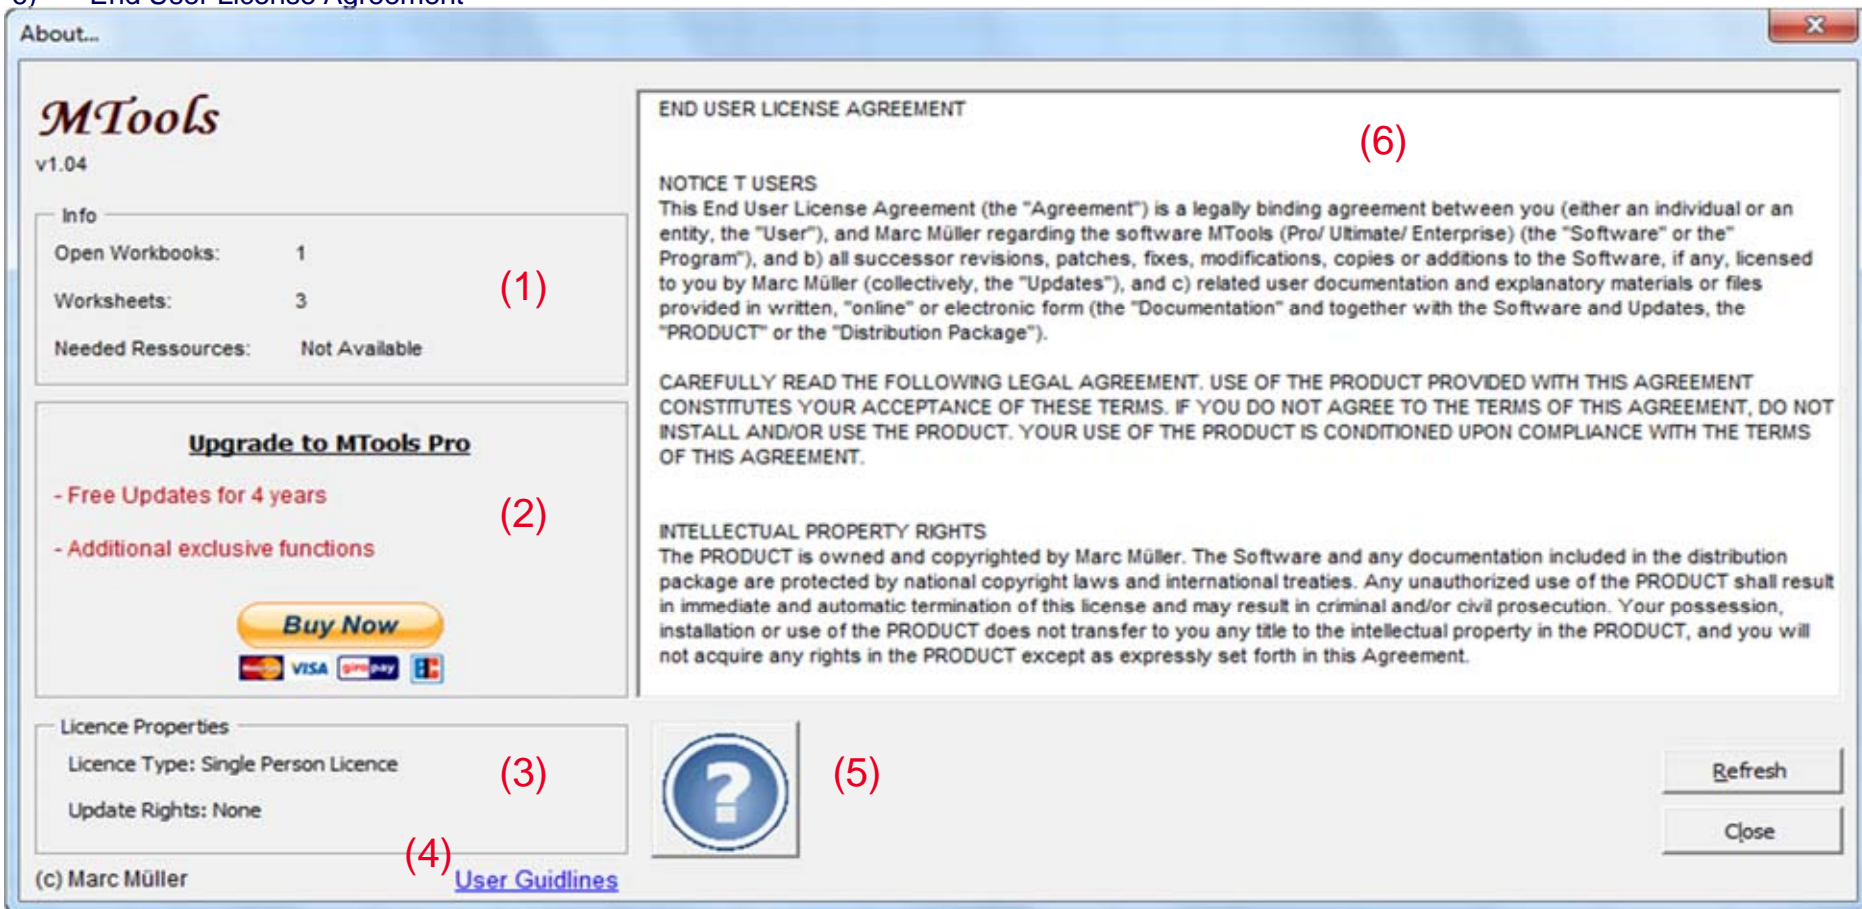 6) End User License Agreement
About...
MTools
v1.04
Info
Open Workbooks: 1
(1)
Worksheets: 3
Needed Ressources: Not Available
Upgrade to MTools Pro
- Free Updates for 4 years
(2)
- Additional exclusive functions
Buy Now
VISA giropay
Licence Properties
Licence Type: Single Person Licence
(3)
Update Rights: None
(4)
(c) Marc Müller
User Guidlines
END USER LICENSE AGREEMENT
(6)
NOTICE T USERS
This End User License Agreement (the "Agreement") is a legally binding agreement between you (either an individual or an
entity, the "User"), and Marc Müller regarding the software MTools (Pro/ Ultimate/ Enterprise) (the "Software" or the"
Program"), and b) all successor revisions, patches, fixes, modifications, copies or additions to the Software, if any, licensed
to you by Marc Müller (collectively, the "Updates"), and c) related user documentation and explanatory materials or files
provided in written, "online" or electronic form (the "Documentation" and together with the Software and Updates, the
"PRODUCT" or the "Distribution Package").
CAREFULLY READ THE FOLLOWING LEGAL AGREEMENT. USE OF THE PRODUCT PROVIDED WITH THIS AGREEMENT
CONSTITUTES YOUR ACCEPTANCE OF THESE TERMS. IF YOU DO NOT AGREE TO THE TERMS OF THIS AGREEMENT, DO NOT
INSTALL AND/OR USE THE PRODUCT. YOUR USE OF THE PRODUCT IS CONDITIONED UPON COMPLIANCE WITH THE TERMS
OF THIS AGREEMENT.
INTELLECTUAL PROPERTY RIGHTS
The PRODUCT is owned and copyrighted by Marc Müller. The Software and any documentation included in the distribution
package are protected by national copyright laws and international treaties. Any unauthorized use of the PRODUCT shall result
in immediate and automatic termination of this license and may result in criminal and/or civil prosecution. Your possession,
installation or use of the PRODUCT does not transfer to you any title to the intellectual property in the PRODUCT, and you will
not acquire any rights in the PRODUCT except as expressly set forth in this Agreement.
?
(5)
Refresh
Close